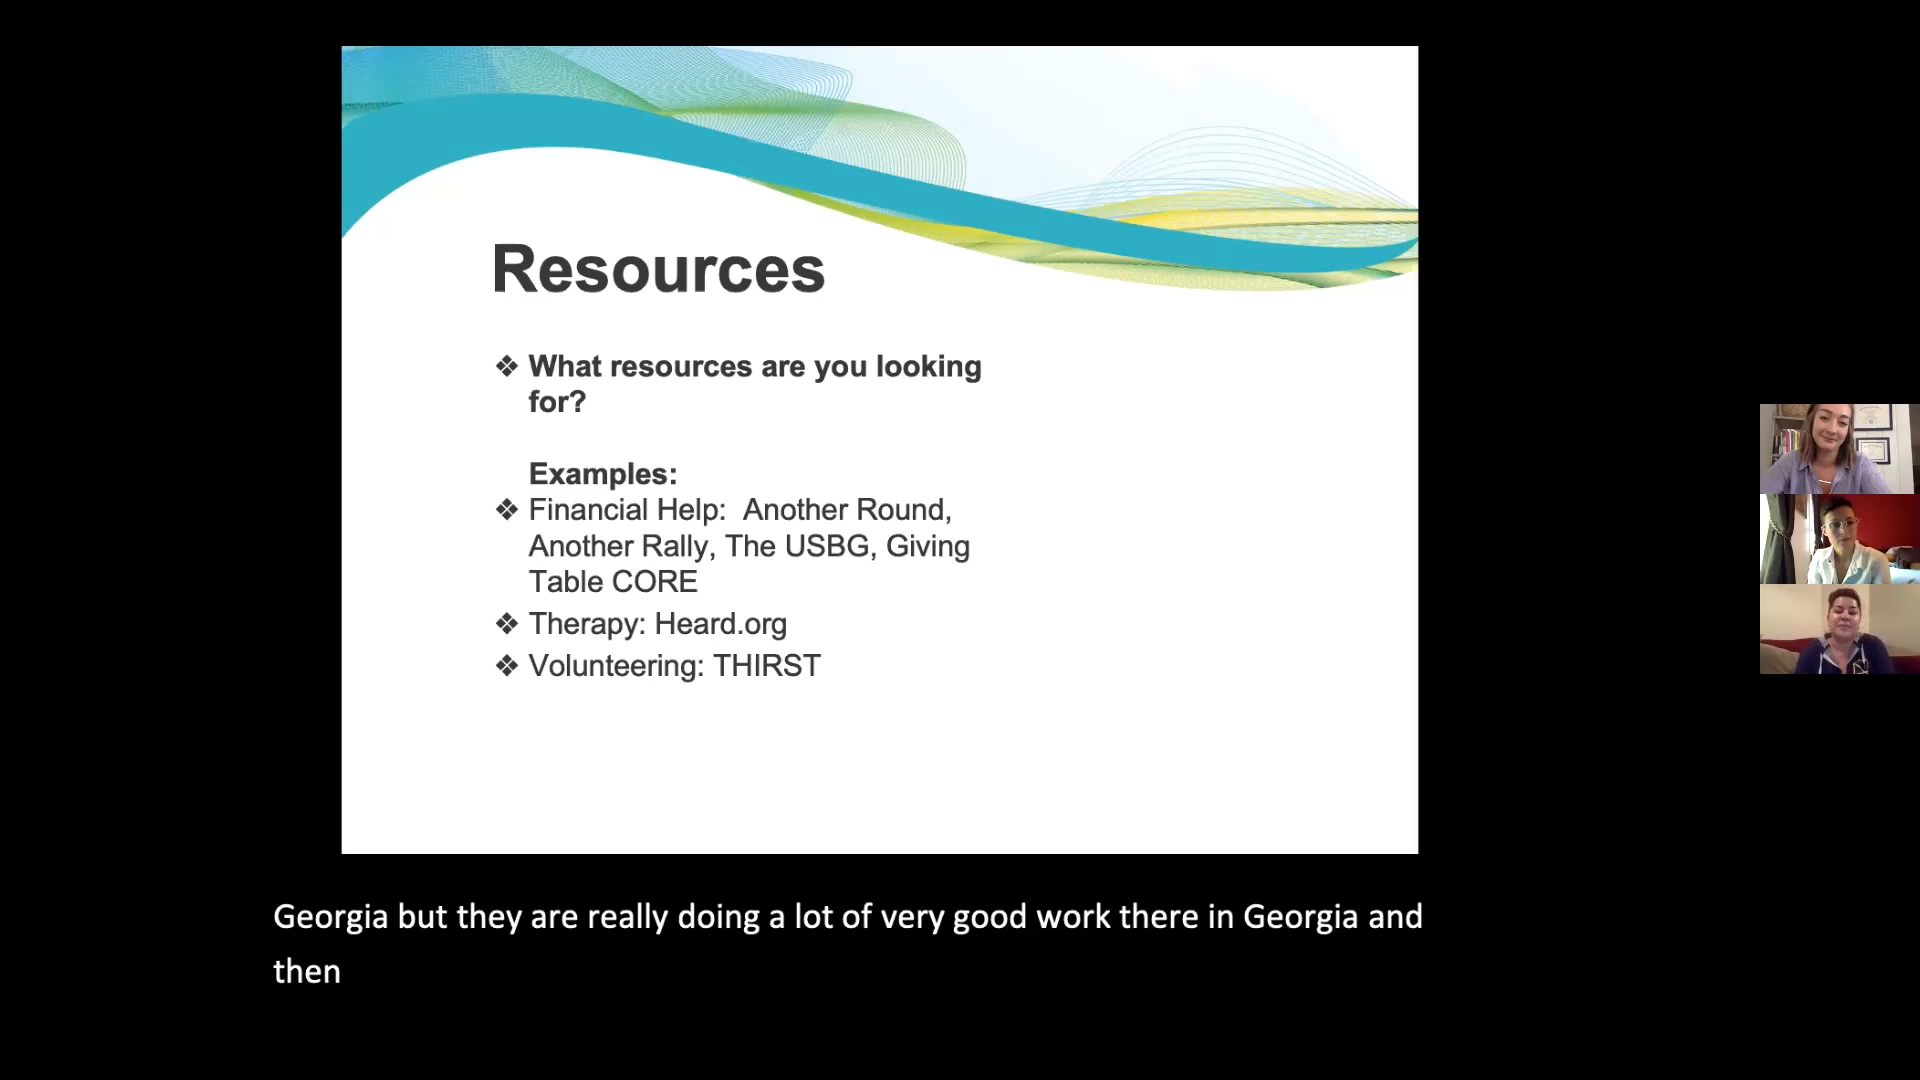 Resources
❖ What resources are you looking
for?
Examples:
❖ Financial Help:  Another Round,
Another Rally, The USBG, Giving
Table CORE
❖ Therapy: Heard.org
❖ Volunteering: THIRST
Georgia but they are really doing a lot of very good work there in Georgia and
then